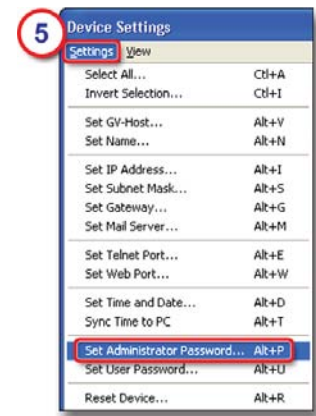 5
Device Settings
Settings View
Select All... Ctl+A
Invert Selection... Ctl+I
Set GV-Host... Alt+V
Set Name... Alt+N
Set IP Address... Alt+I
Set Subnet Mask... Alt+S
Set Gateway... Alt+G
Set Mail Server... Alt+M
Set Telnet Port... Alt+E
Set Web Port... Alt+W
Set Time and Date... Alt+D
Sync Time to PC Alt+T
Set Administrator Password... Alt+P
Set User Password... Alt+U
Reset Device... Alt+R